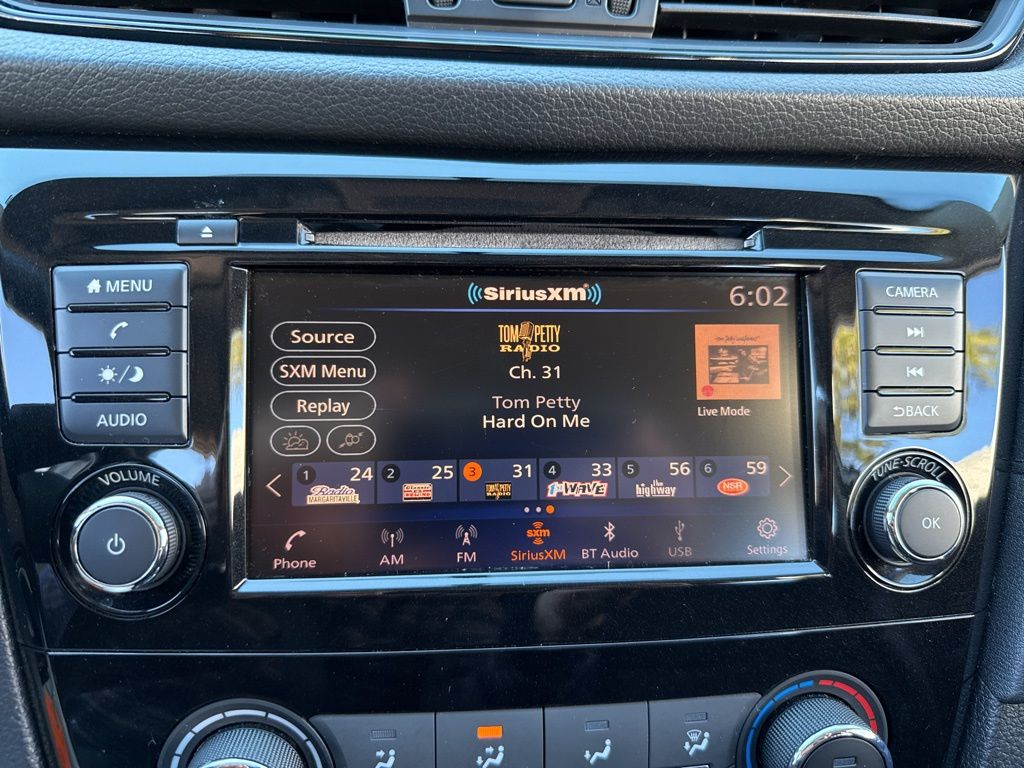 MENU
AUDIO
VOLUME
SiriusXM
6:02
Source
SXM Menu
Replay
TOM PETTY
RADIO
Ch. 31
Tom Petty
Hard On Me
Live Mode
1 24
Radio
MARGARITAVILLE
2 25
3 31
TOM PETTY
RADIO
4 33
1st WAVE
5 56
the
highway
6 59
NSR
Phone
AM
FM
sxm
SiriusXM
BT Audio
USB
Settings
CAMERA
BACK
TUNE·SCROLL
OK